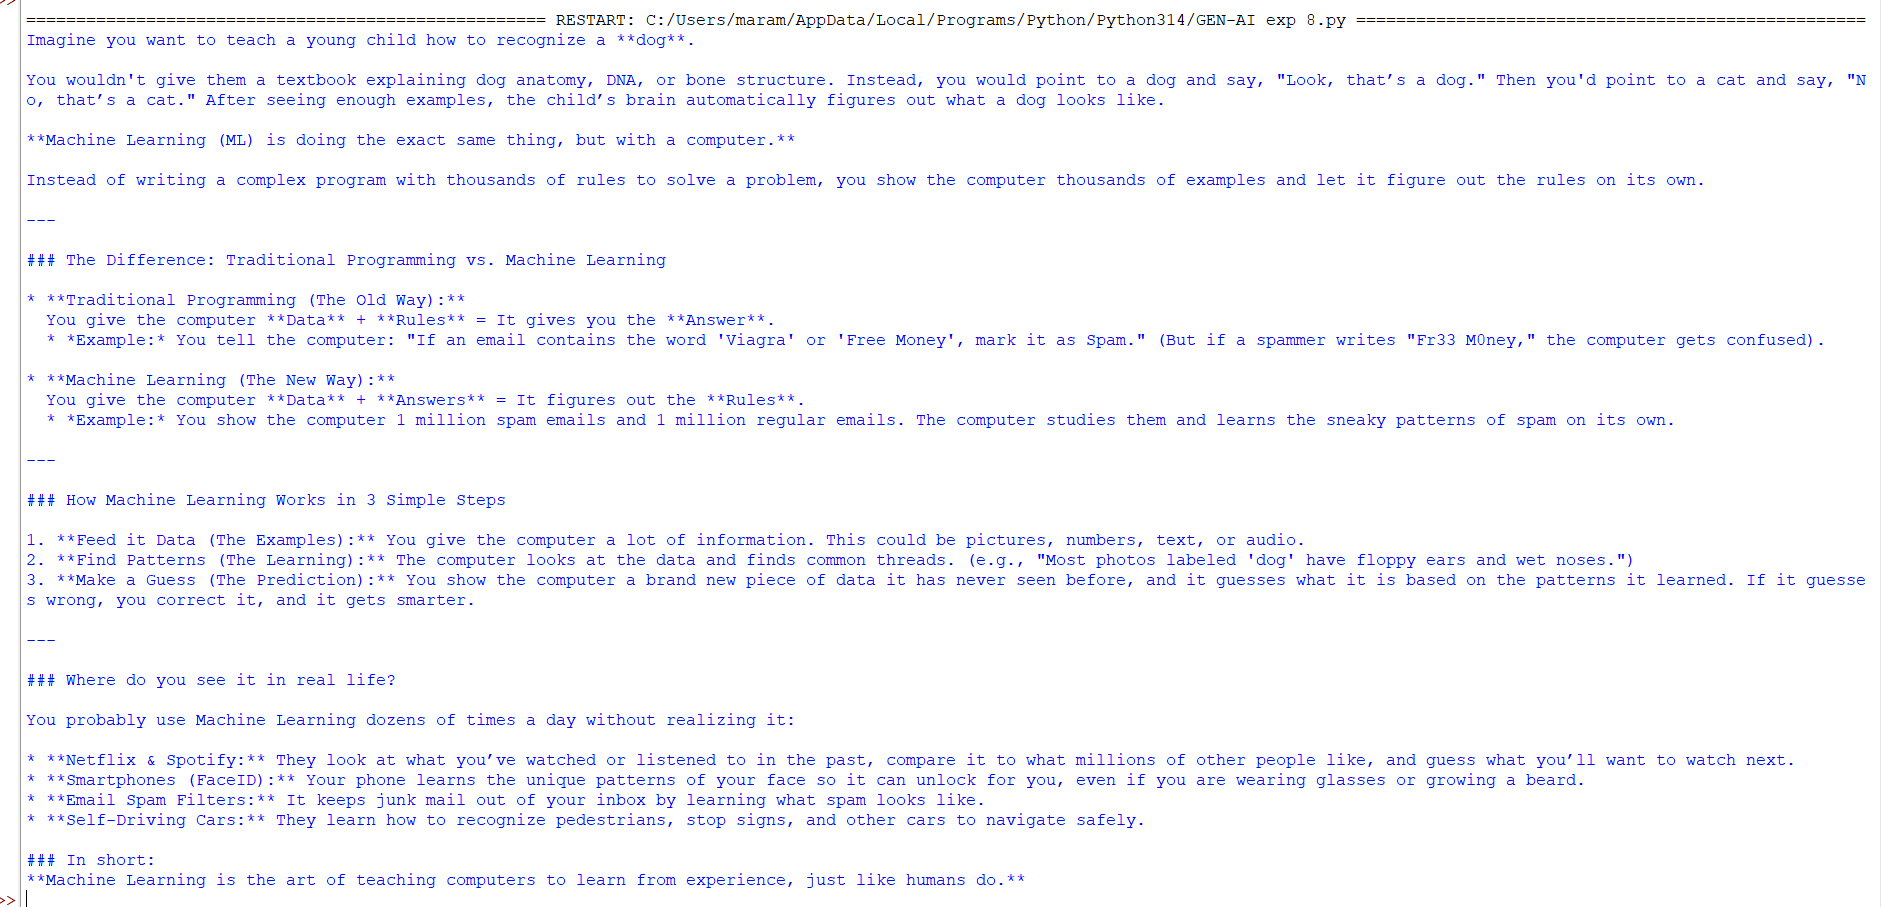 >>
==================================================== RESTART: C:/Users/maram/AppData/Local/Programs/Python/Python314/GEN-AI exp 8.py ===================================================
Imagine you want to teach a young child how to recognize a **dog**.
You wouldn't give them a textbook explaining dog anatomy, DNA, or bone structure. Instead, you would point to a dog and say, "Look, that’s a dog." Then you'd point to a cat and say, "N
o, that’s a cat." After seeing enough examples, the child’s brain automatically figures out what a dog looks like.
**Machine Learning (ML) is doing the exact same thing, but with a computer.**
Instead of writing a complex program with thousands of rules to solve a problem, you show the computer thousands of examples and let it figure out the rules on its own.
---
### The Difference: Traditional Programming vs. Machine Learning
* **Traditional Programming (The Old Way):**
You give the computer **Data** + **Rules** = It gives you the **Answer**.
* *Example:* You tell the computer: "If an email contains the word 'Viagra' or 'Free Money', mark it as Spam." (But if a spammer writes "Fr33 M0ney," the computer gets confused).
* **Machine Learning (The New Way):**
You give the computer **Data** + **Answers** = It figures out the **Rules**.
* *Example:* You show the computer 1 million spam emails and 1 million regular emails. The computer studies them and learns the sneaky patterns of spam on its own.
---
### How Machine Learning Works in 3 Simple Steps
1. **Feed it Data (The Examples):** You give the computer a lot of information. This could be pictures, numbers, text, or audio.
2. **Find Patterns (The Learning):** The computer looks at the data and finds common threads. (e.g., "Most photos labeled 'dog' have floppy ears and wet noses.")
3. **Make a Guess (The Prediction):** You show the computer a brand new piece of data it has never seen before, and it guesses what it is based on the patterns it learned. If it guesse
s wrong, you correct it, and it gets smarter.
---
### Where do you see it in real life?
You probably use Machine Learning dozens of times a day without realizing it:
* **Netflix & Spotify:** They look at what you’ve watched or listened to in the past, compare it to what millions of other people like, and guess what you’ll want to watch next.
* **Smartphones (FaceID):** Your phone learns the unique patterns of your face so it can unlock for you, even if you are wearing glasses or growing a beard.
* **Email Spam Filters:** It keeps junk mail out of your inbox by learning what spam looks like.
* **Self-Driving Cars:** They learn how to recognize pedestrians, stop signs, and other cars to navigate safely.
### In short:
**Machine Learning is the art of teaching computers to learn from experience, just like humans do.**
>>